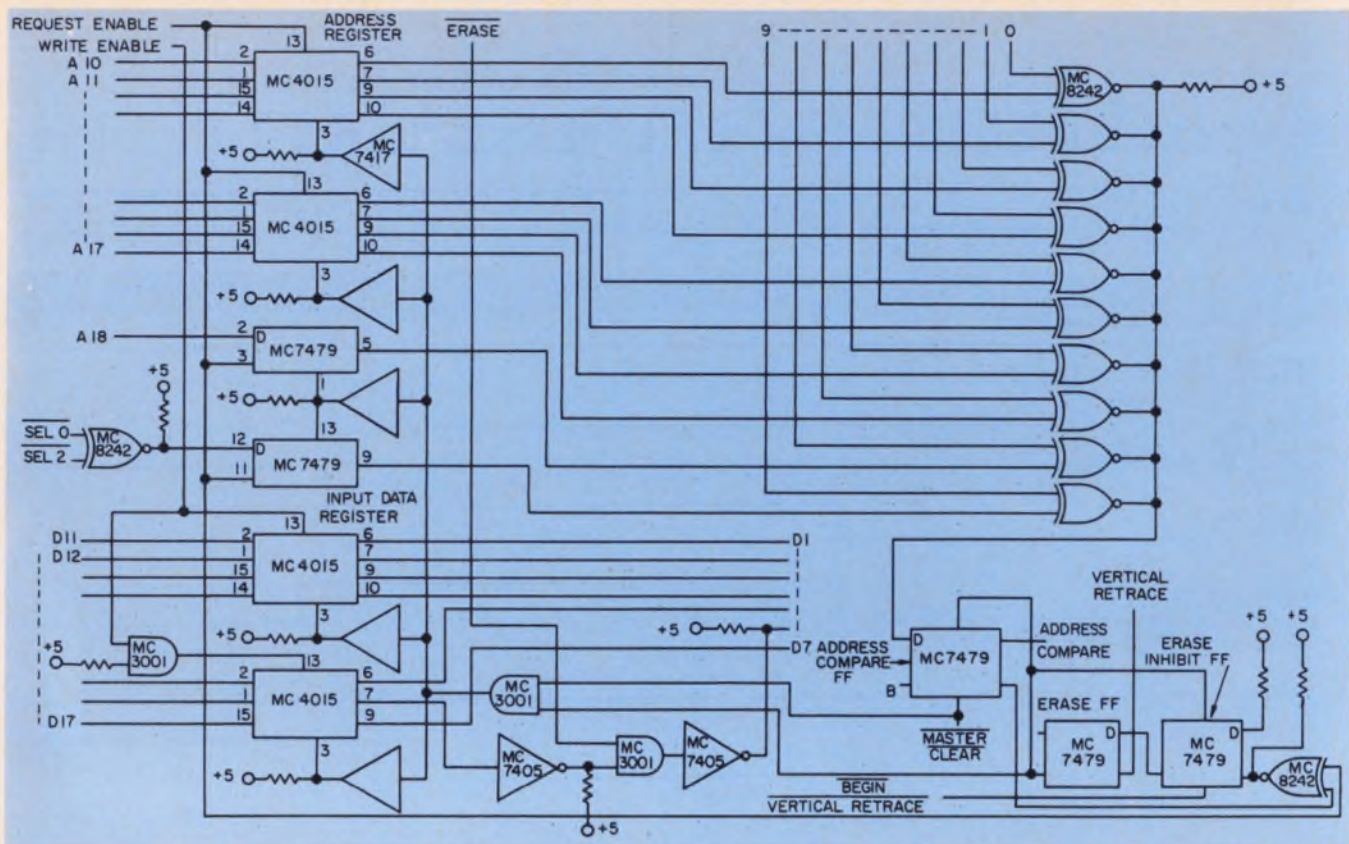 REQUEST ENABLE
WRITE ENABLE
ADDRESS REGISTER
ERASE
9 1 0
A 10
A 11
A 17
A 18
2
1
15
14
13
MC 4015
6
7
9
10
3
+5
MC 7417
2
1
15
14
13
MC 4015
6
7
9
10
3
+5
2
D
3
MC7479
5
1
+5
+5
SEL 0
SEL 2
MC 8242
12
D
11
13
MC 7479
9
MC 8242
+5
INPUT DATA REGISTER
D11
D12
D17
2
1
15
14
13
MC 4015
6
7
9
10
3
+5
D1
D7
+5
MC 3001
2
1
15
13
MC 4015
6
7
9
3
+5
MC 3001
MC 7405
+5
MC 3001
MC 7405
+5
ADDRESS COMPARE FF
D
MC7479
B
ADDRESS COMPARE
MASTER CLEAR
VERTICAL RETRACE
ERASE FF
D
MC 7479
ERASE INHIBIT FF
D
MC 7479
+5
+5
MC 8242
BEGIN
VERTICAL RETRACE